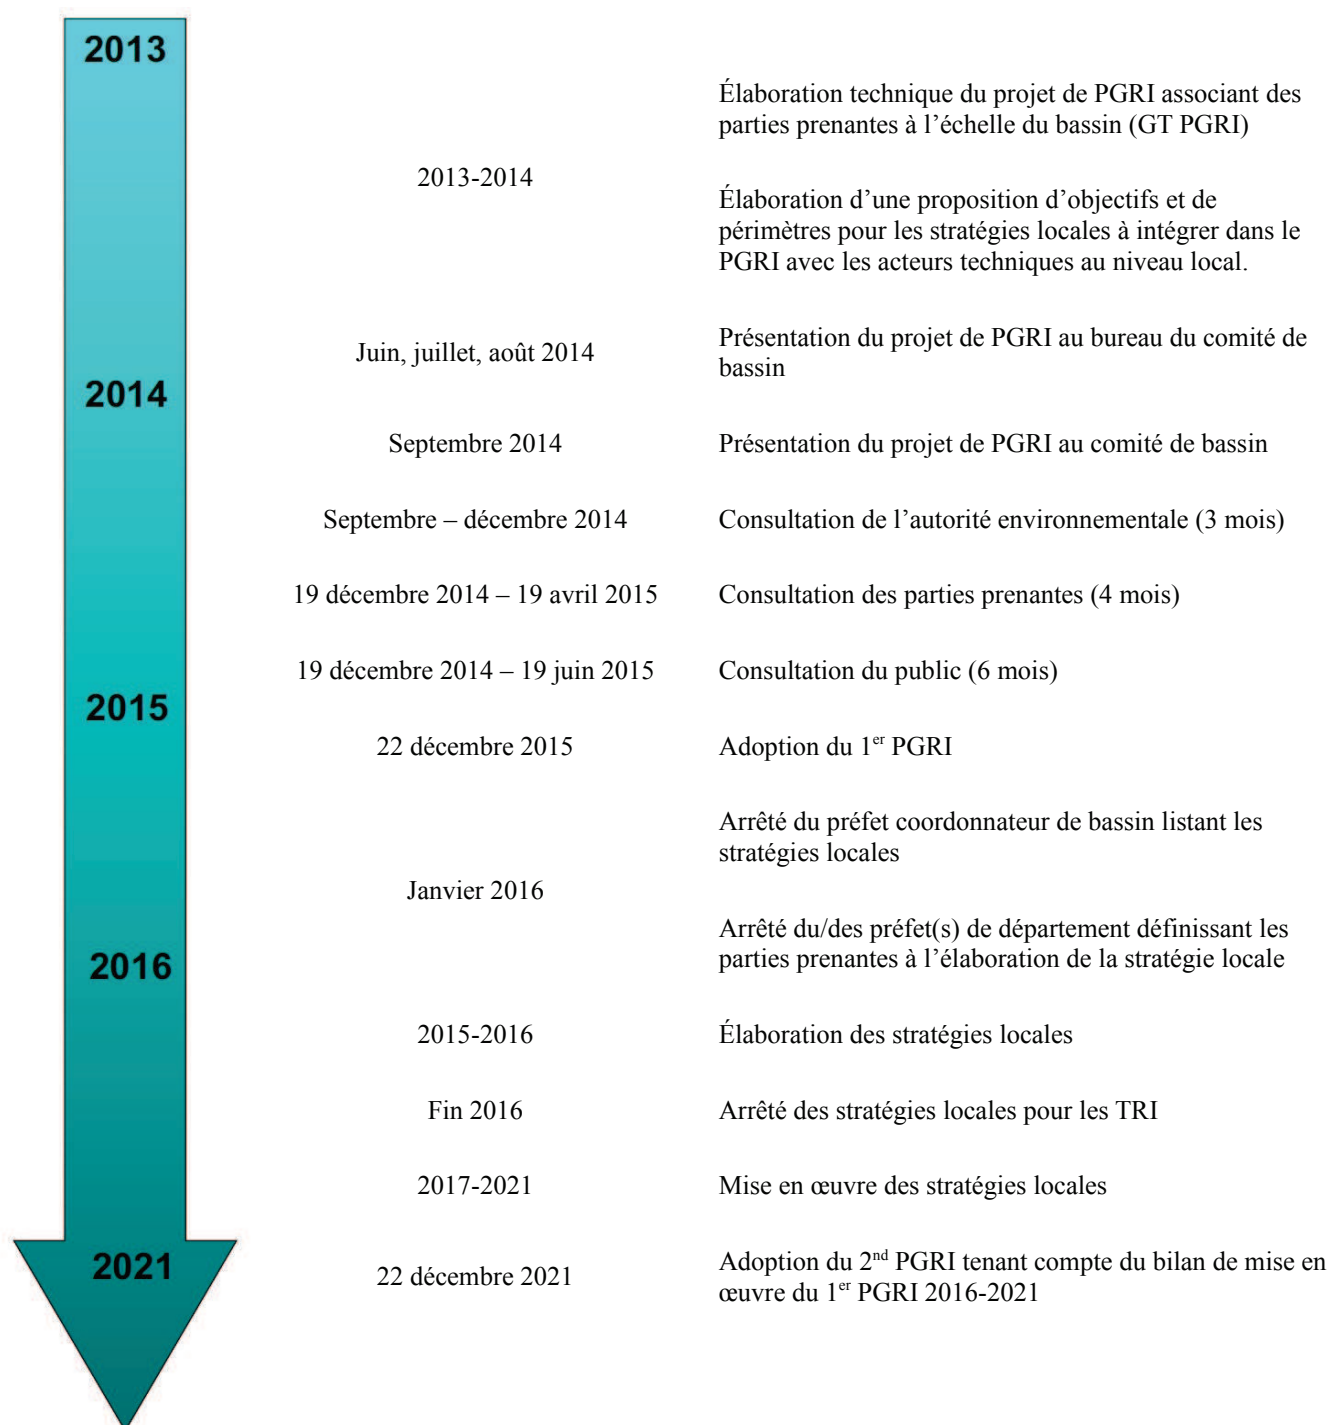 2013
Élaboration technique du projet de PGRI associant des
parties prenantes à l’échelle du bassin (GT PGRI)
2013-2014
Élaboration d’une proposition d’objectifs et de
périmètres pour les stratégies locales à intégrer dans le
PGRI avec les acteurs techniques au niveau local.
Juin, juillet, août 2014
Présentation du projet de PGRI au bureau du comité de
bassin
2014
Septembre 2014
Présentation du projet de PGRI au comité de bassin
Septembre – décembre 2014
Consultation de l’autorité environnementale (3 mois)
19 décembre 2014 – 19 avril 2015
Consultation des parties prenantes (4 mois)
19 décembre 2014 – 19 juin 2015
Consultation du public (6 mois)
2015
22 décembre 2015
Adoption du 1er PGRI
Arrêté du préfet coordonnateur de bassin listant les
stratégies locales
Janvier 2016
Arrêté du/des préfet(s) de département définissant les
parties prenantes à l’élaboration de la stratégie locale
2016
2015-2016
Élaboration des stratégies locales
Fin 2016
Arrêté des stratégies locales pour les TRI
2017-2021
Mise en œuvre des stratégies locales
2021
22 décembre 2021
Adoption du 2nd PGRI tenant compte du bilan de mise en
œuvre du 1er PGRI 2016-2021